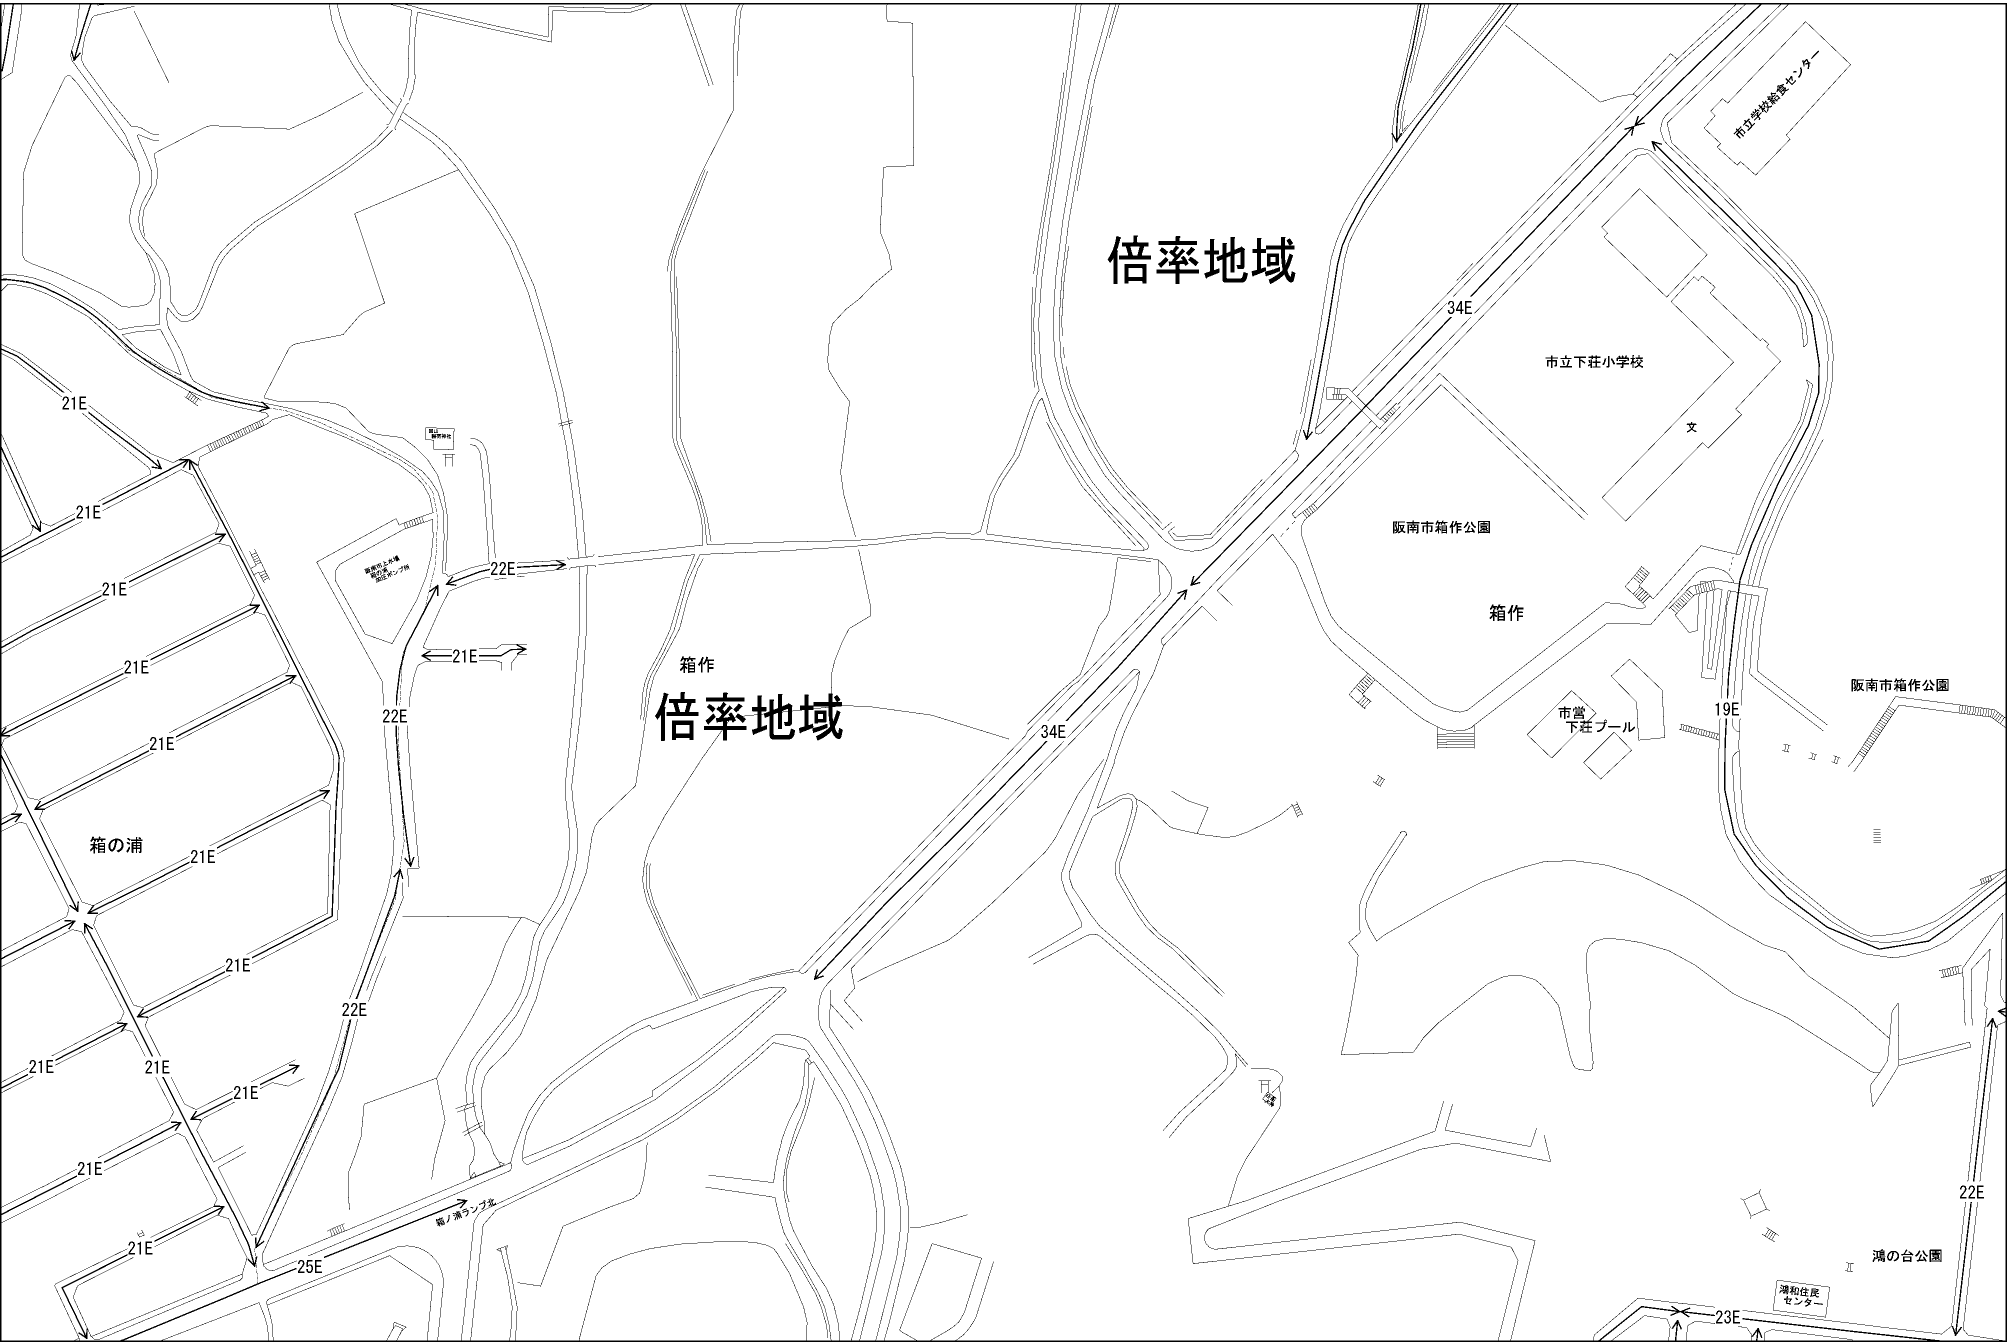 市立学校給食センター
倍率地域
34E
市立下荘小学校
21E
文
21E
阪南市箱作公園
22E
21E
箱作
21E
21E
箱作
阪南市箱作公園
倍率地域
22E
19E
市営
下荘プール
34E
21E
箱の浦
21E
21E
22E
21E
21E
21E
21E
22E
箱ノ浦ランプ北
21E
鴻の台公園
25E
鴻和住民
センター
23E